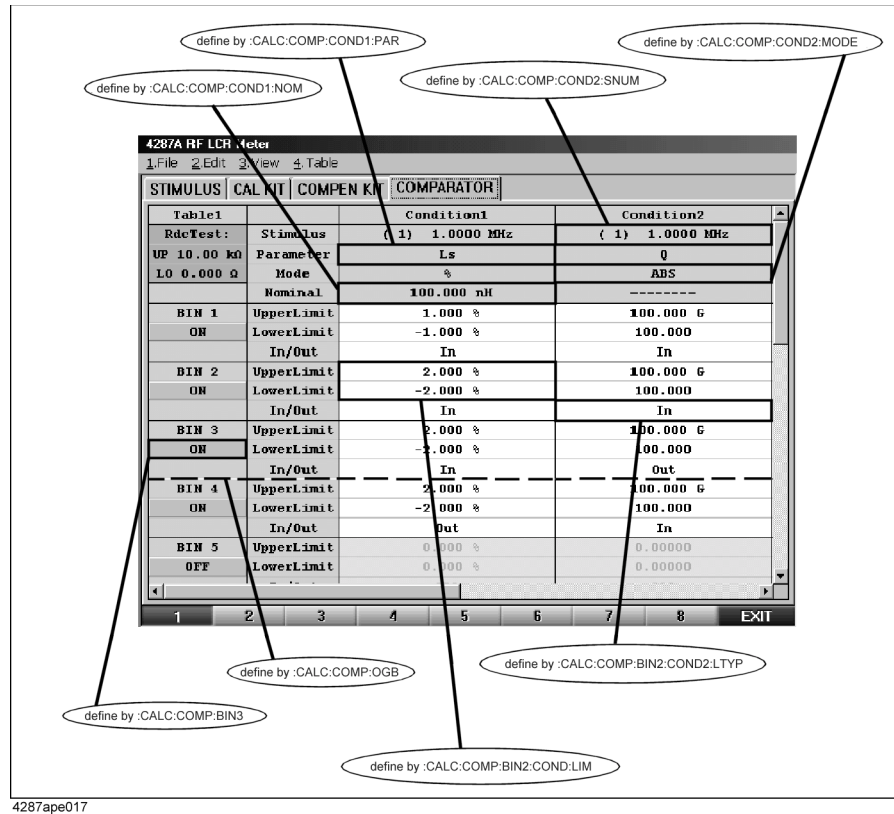 define by :CALC:COMP:COND1:PAR
define by :CALC:COMP:COND2:MODE
define by :CALC:COMP:COND1:NOM
define by :CALC:COMP:COND2:SNUM
4287A RF LCR Meter
1.File 2.Edit 3.View 4.Table
STIMULUS CAL KIT COMPEN KIT COMPARATOR
Table1 Condition1 Condition2
RdcTest: Stimulus ( 1) 1.0000 MHz ( 1) 1.0000 MHz
UP 10.00 kΩ Parameter Ls Q
LO 0.000 Ω Mode % ABS
Nominal 100.000 nH -------
BIN 1 UpperLimit 1.000 % 100.000 G
ON LowerLimit -1.000 % 100.000
In/Out In In
BIN 2 UpperLimit 2.000 % 100.000 G
ON LowerLimit -2.000 % 100.000
In/Out In In
BIN 3 UpperLimit 2.000 % 100.000 G
ON LowerLimit -2.000 % 100.000
In/Out In Out
BIN 4 UpperLimit 2.000 % 100.000 G
ON LowerLimit -2.000 % 100.000
In/Out Out In
BIN 5 UpperLimit 0.000 % 0.00000
OFF LowerLimit 0.000 % 0.00000
1 2 3 4 5 6 7 8 EXIT
define by :CALC:COMP:OGB
define by :CALC:COMP:BIN2:COND2:LTYP
define by :CALC:COMP:BIN3
define by :CALC:COMP:BIN2:COND:LIM
4287ape017